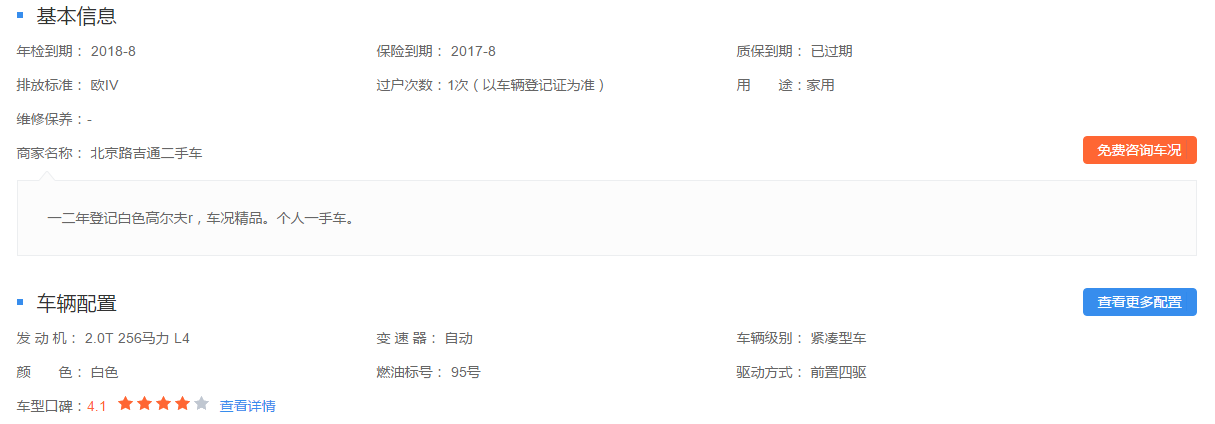 基本信息
年检到期： 2018-8 保险到期： 2017-8 质保到期： 已过期
排放标准： 欧IV 过户次数：1次（以车辆登记证为准） 用 途：家用
维修保养：-
商家名称： 北京路吉通二手车 免费咨询车况
一二年登记白色高尔夫r，车况精品。个人一手车。
车辆配置 查看更多配置
发 动 机： 2.0T 256马力 L4 变 速 器： 自动 车辆级别： 紧凑型车
颜 色： 白色 燃油标号： 95号 驱动方式： 前置四驱
车型口碑：4.1 查看详情